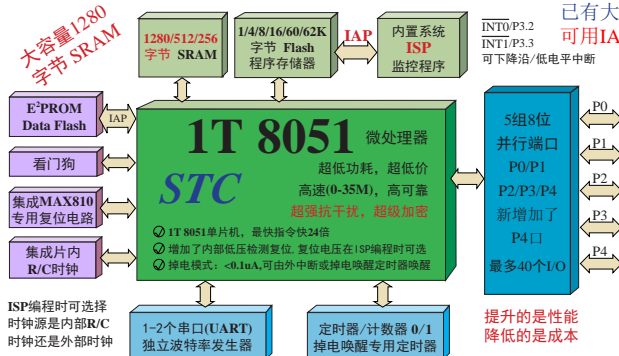 大容量1280
字节 SRAM
1280/512/256
字节 SRAM
1/4/8/16/60/62K
字节 Flash
程序存储器
IAP
内置系统
ISP
监控程序
INT0/P3.2
INT1/P3.3
可下降沿/低电平中断
已有大
可用IA
E²PROM
Data Flash
IAP
看门狗
集成MAX810
专用复位电路
集成片内
R/C时钟
1T 8051 微处理器
STC
超低功耗，超低价
高速(0-35M)，高可靠
超强抗干扰，超级加密
1T 8051单片机，最快指令快24倍
增加了内部低压检测复位，复位电压在ISP编程时可选
掉电模式：<0.1uA,可由外中断或掉电唤醒定时器唤醒
5组8位
并行端口
P0/P1
P2/P3/P4
新增加了
P4口
最多40个I/O
P0
P1
P2
P3
P4
ISP编程时可选择
时钟源是内部R/C
时钟还是外部时钟
1-2个串口(UART)
独立波特率发生器
定时器/计数器 0/1
掉电唤醒专用定时器
提升的是性能
降低的是成本